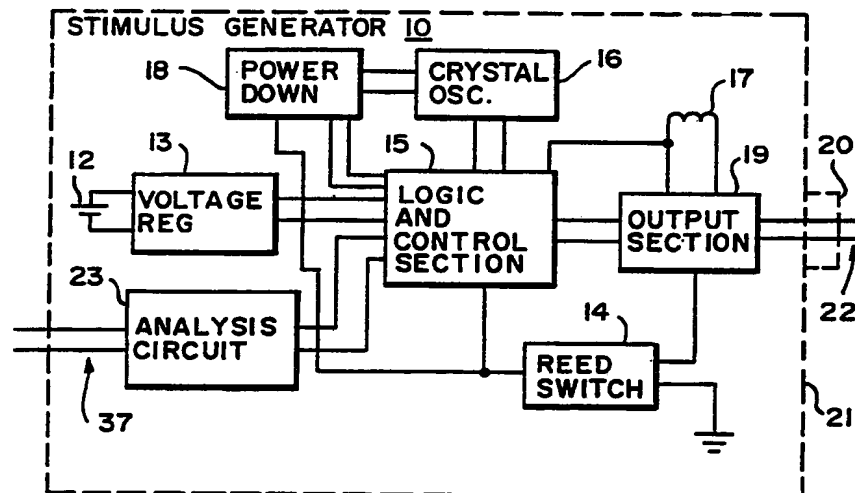 STIMULUS GENERATOR 10
18
POWER
DOWN
CRYSTAL
OSC.
16
17
12
13
VOLTAGE
REG
15
LOGIC
AND
CONTROL
SECTION
19
OUTPUT
SECTION
20
22
23
ANALYSIS
CIRCUIT
37
14
REED
SWITCH
21